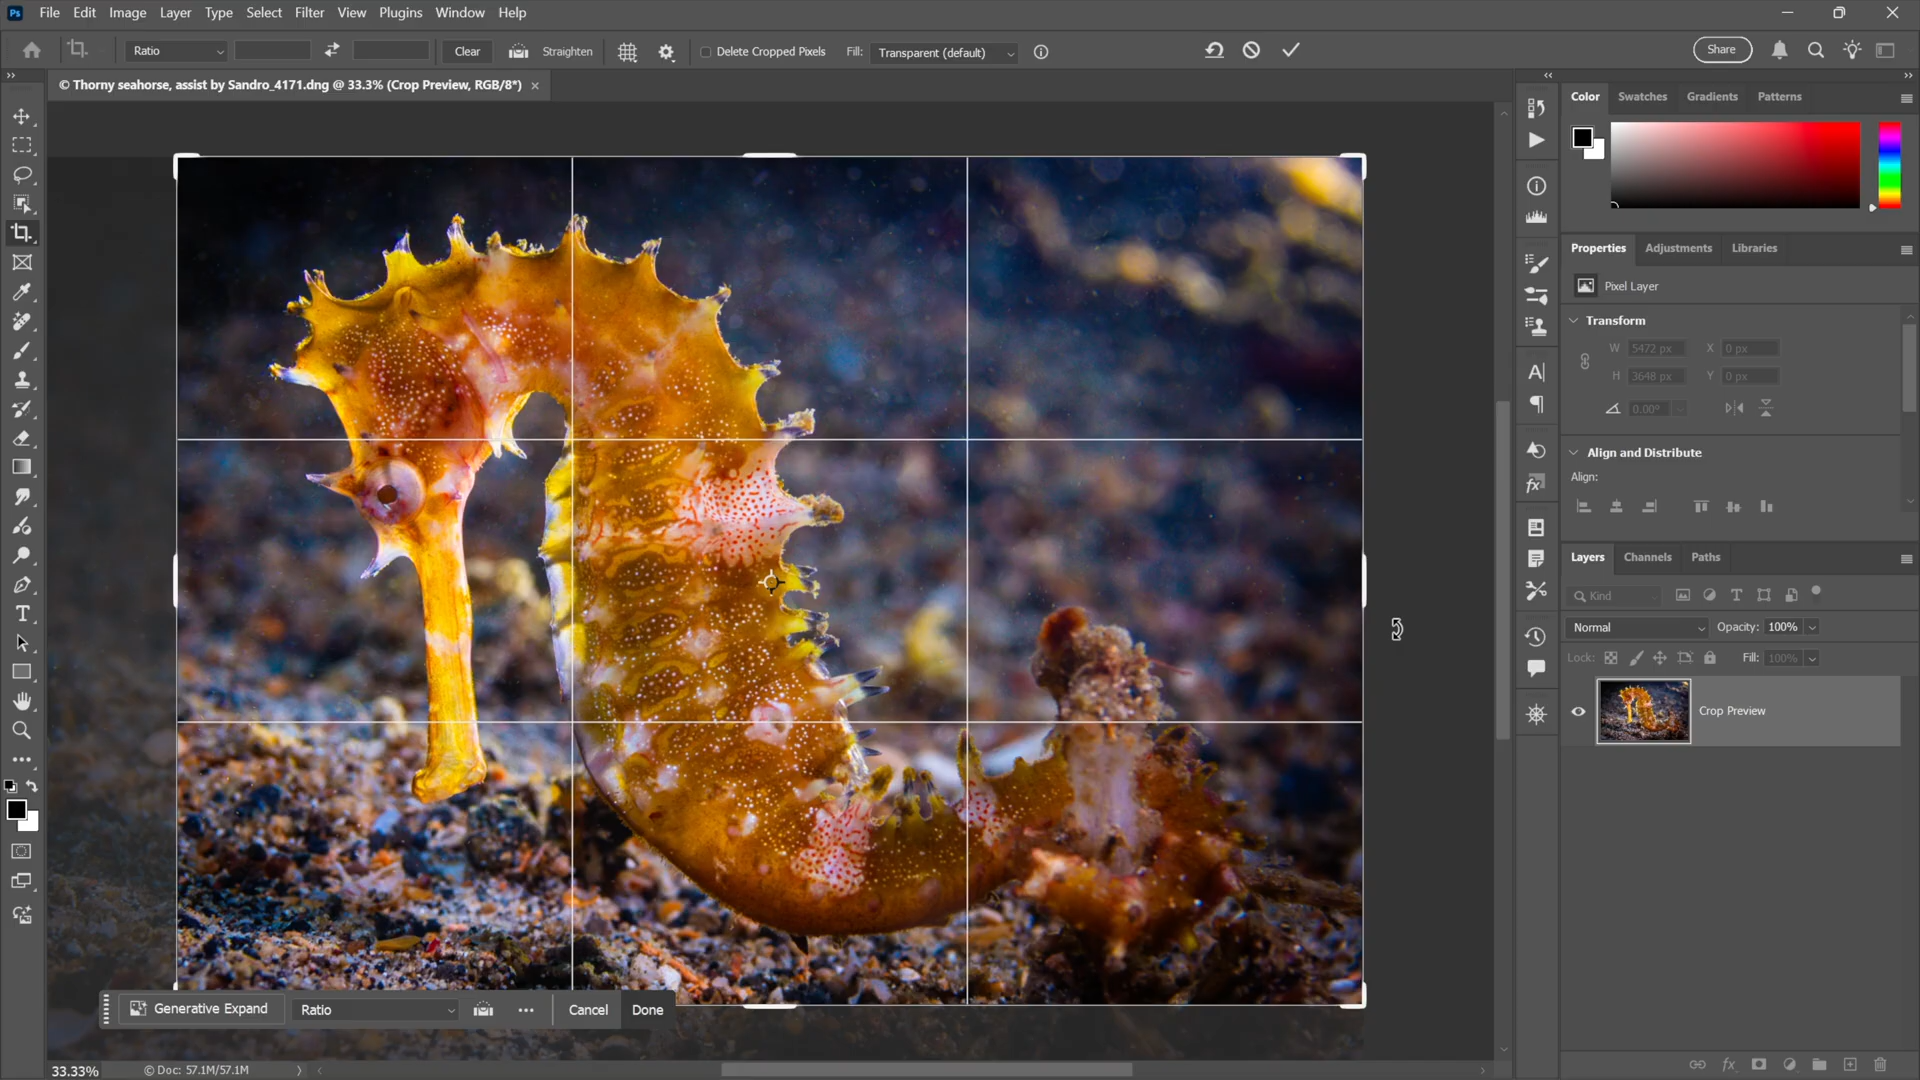 Ps File Edit Image Layer Type Select Filter View Plugins Window Help
Ratio Clear Straighten Delete Cropped Pixels Fill: Transparent (default) Share
© Thorny seahorse, assist by Sandro_4171.dng @ 33.3% (Crop Preview, RGB/8*)
Color Swatches Gradients Patterns
Properties Adjustments Libraries
Pixel Layer
Transform
W 5472 px X 0 px
H 3648 px Y 0 px
0.00°
Align and Distribute
Align:
Layers Channels Paths
Kind
Normal Opacity: 100%
Lock: Fill: 100%
Crop Preview
Generative Expand Ratio Cancel Done
33.33% © Doc: 57.1M/57.1M